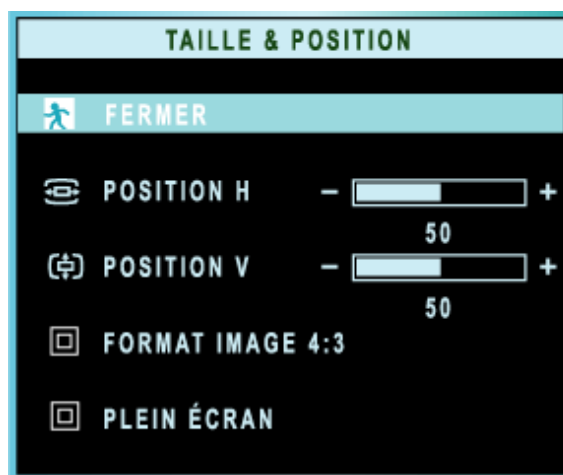 TAILLE & POSITION
FERMER
POSITION H - +
50
POSITION V - +
50
FORMAT IMAGE 4:3
PLEIN ÉCRAN